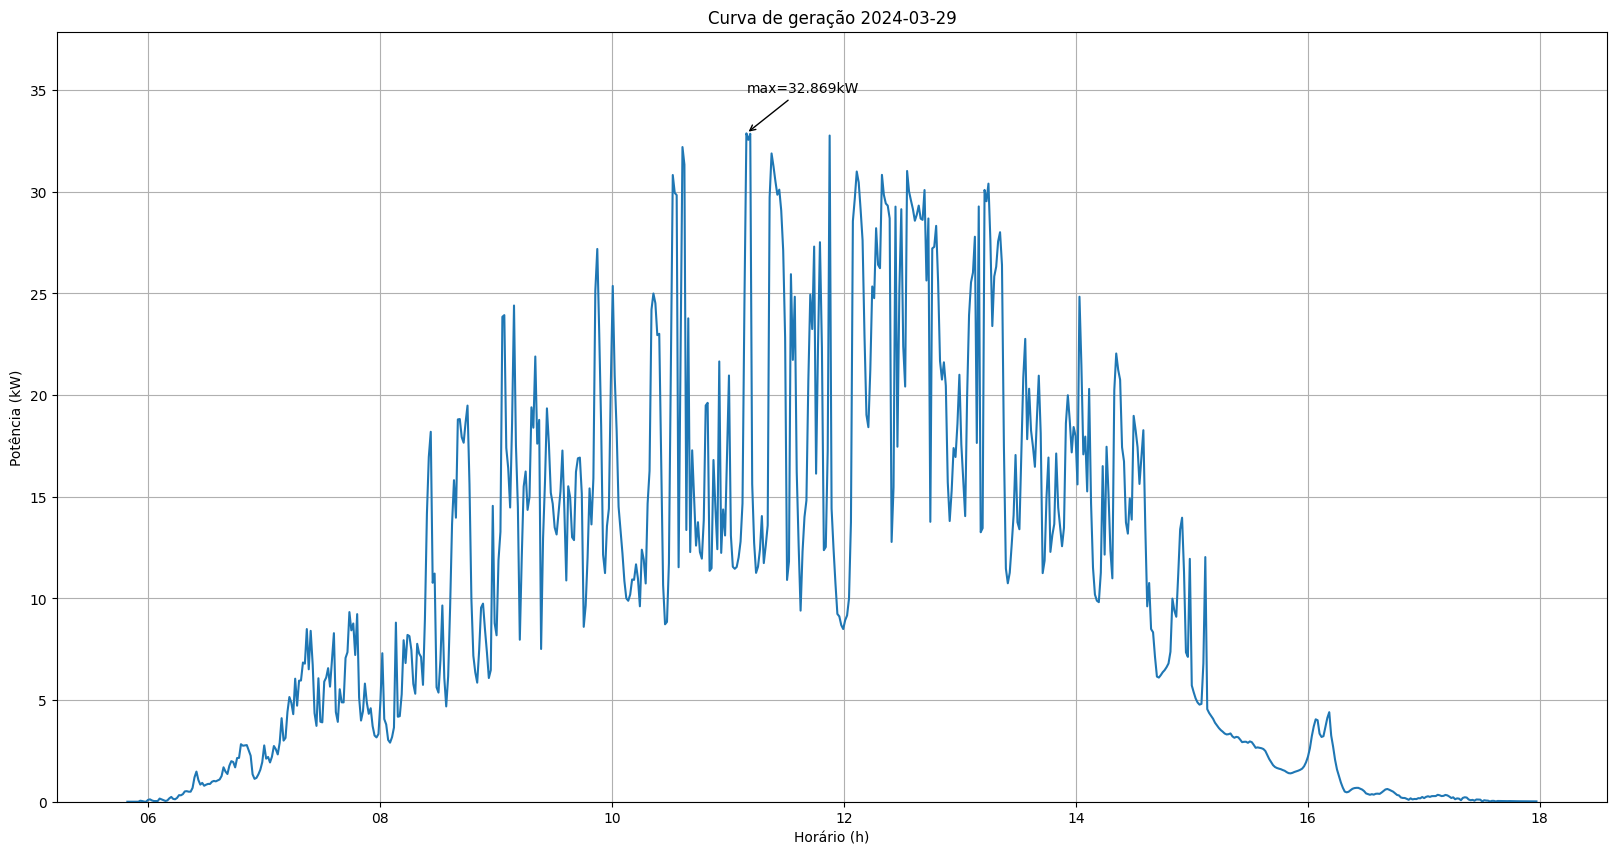 Curva de geração 2024-03-29
max=32.869kW
Potência (kW)
35
30
25
20
15
10
5
0
06 08 10 12 14 16 18
Horário (h)